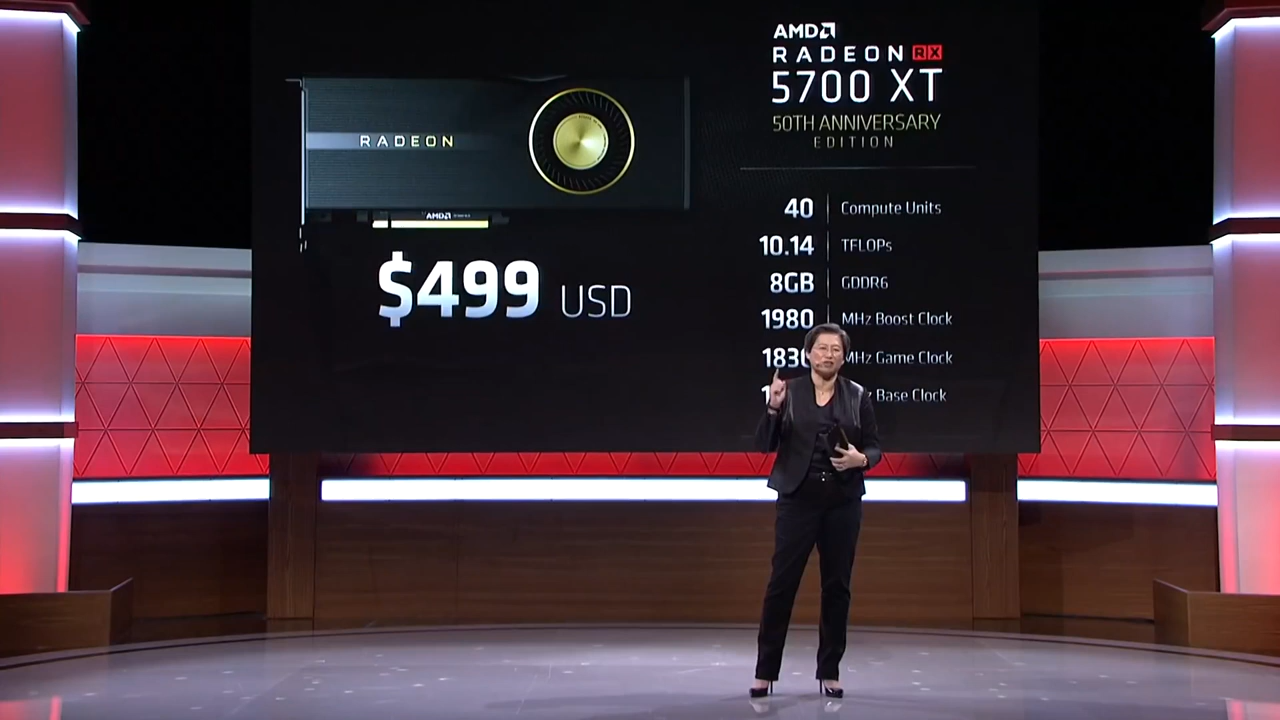 AMD
RADEON RX
5700 XT
50TH ANNIVERSARY
EDITION
RADEON
AMD
$499 USD
40 Compute Units
10.14 TFLOPs
8GB GDDR6
1980 MHz Boost Clock
MHz Game Clock
Base Clock